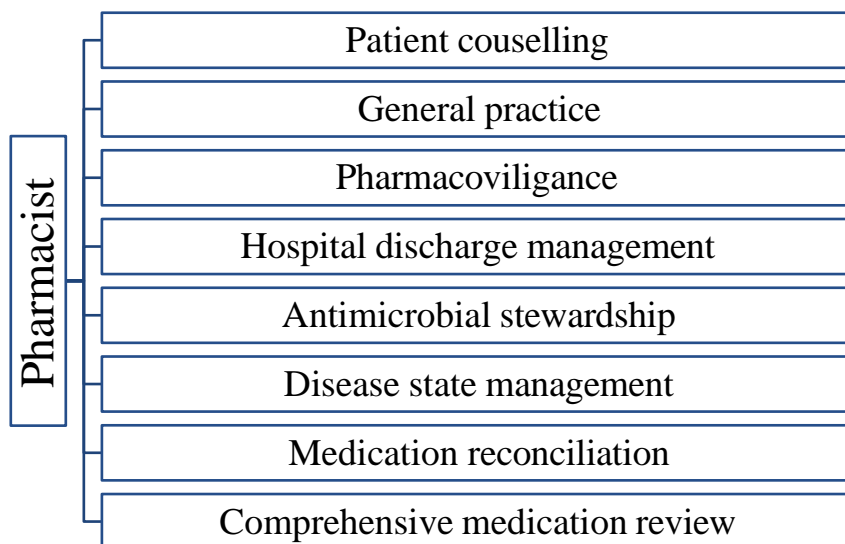 Pharmacist
Patient couselling
General practice
Pharmacoviligance
Hospital discharge management
Antimicrobial stewardship
Disease state management
Medication reconciliation
Comprehensive medication review